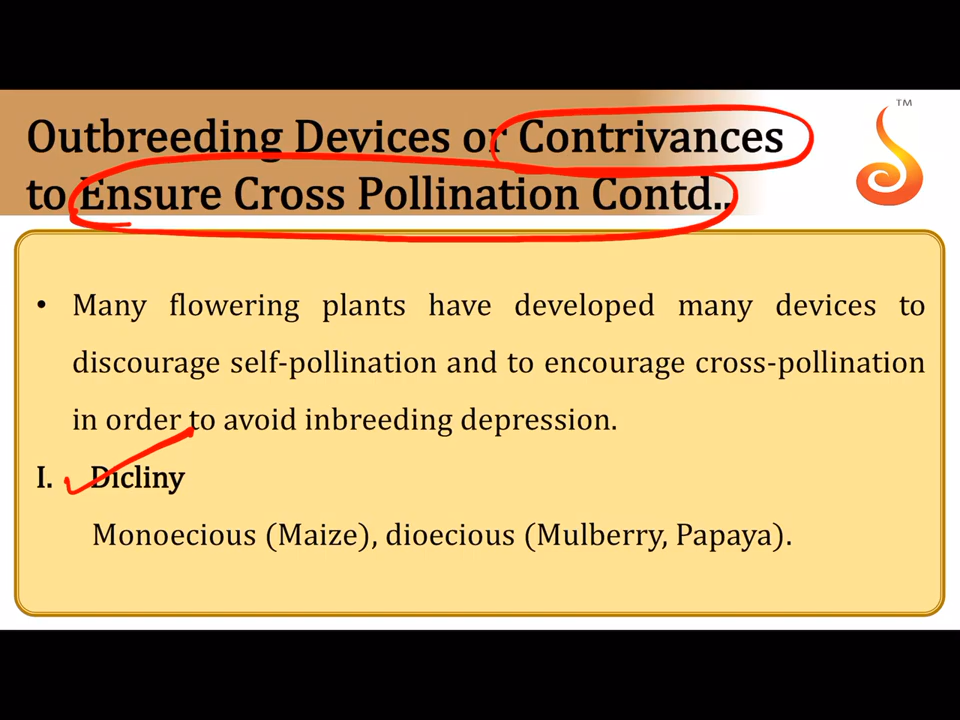 TM
Outbreeding Devices or Contrivances
to Ensure Cross Pollination Contd..
• Many flowering plants have developed many devices to
discourage self-pollination and to encourage cross-pollination
in order to avoid inbreeding depression.
I. Dicliny
Monoecious (Maize), dioecious (Mulberry, Papaya).